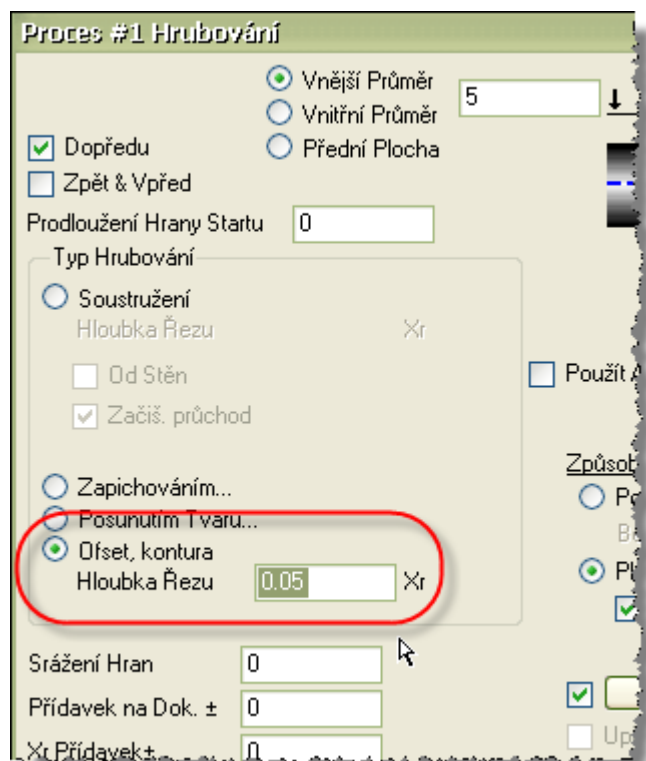 Proces #1 Hrubování
Vnější Průměr
5
Vnitřní Průměr
Dopředu
Přední Plocha
Zpět & Vpřed
Prodloužení Hrany Startu 0
Typ Hrubování
Soustružení
Hloubka Řezu Xr
Od Stěn
Použít
Začiš. průchod
Způsob
Zapichováním...
Posunutím Tvaru...
Ofset, kontura
Hloubka Řezu 0.05 Xr
Srážení Hran 0
Přídavek na Dok. ± 0
Xr Přídavek± 0